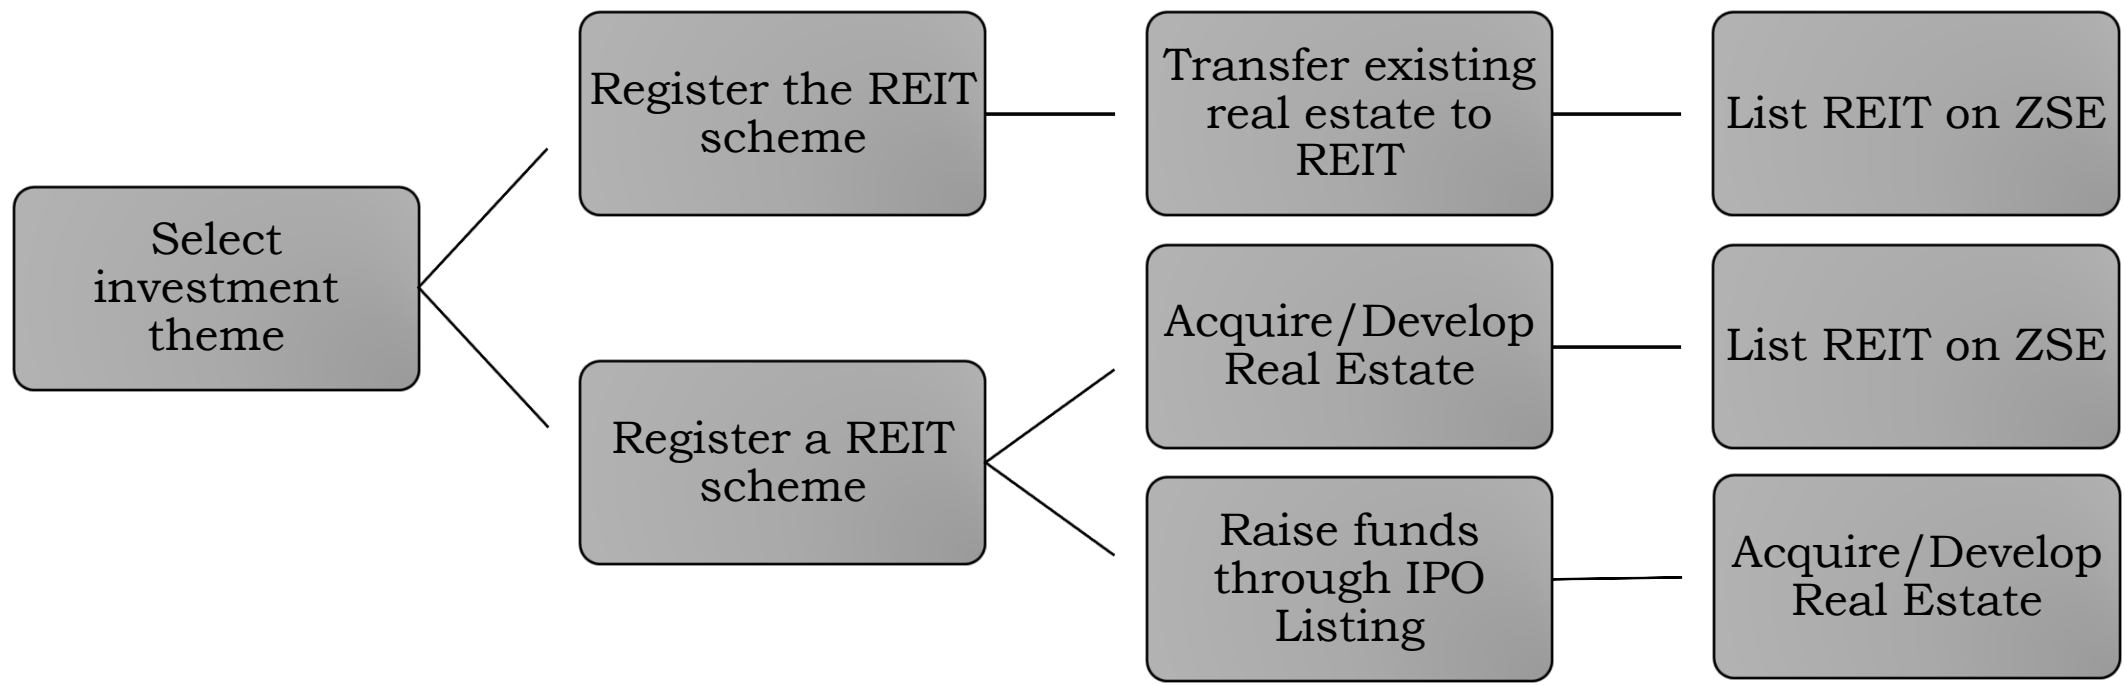 Select
investment
theme
Register the REIT
scheme
Transfer existing
real estate to
REIT
List REIT on ZSE
Register a REIT
scheme
Acquire/Develop
Real Estate
List REIT on ZSE
Raise funds
through IPO
Listing
Acquire/Develop
Real Estate